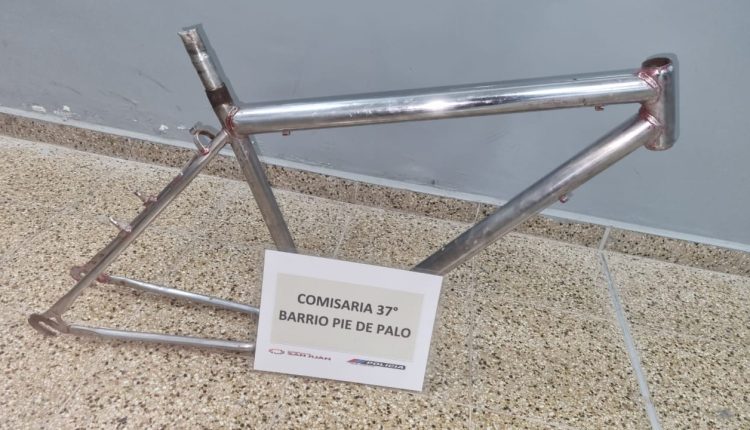 COMISARIA 37°
BARRIO PIE DE PALO
SAN JUAN
POLICIA